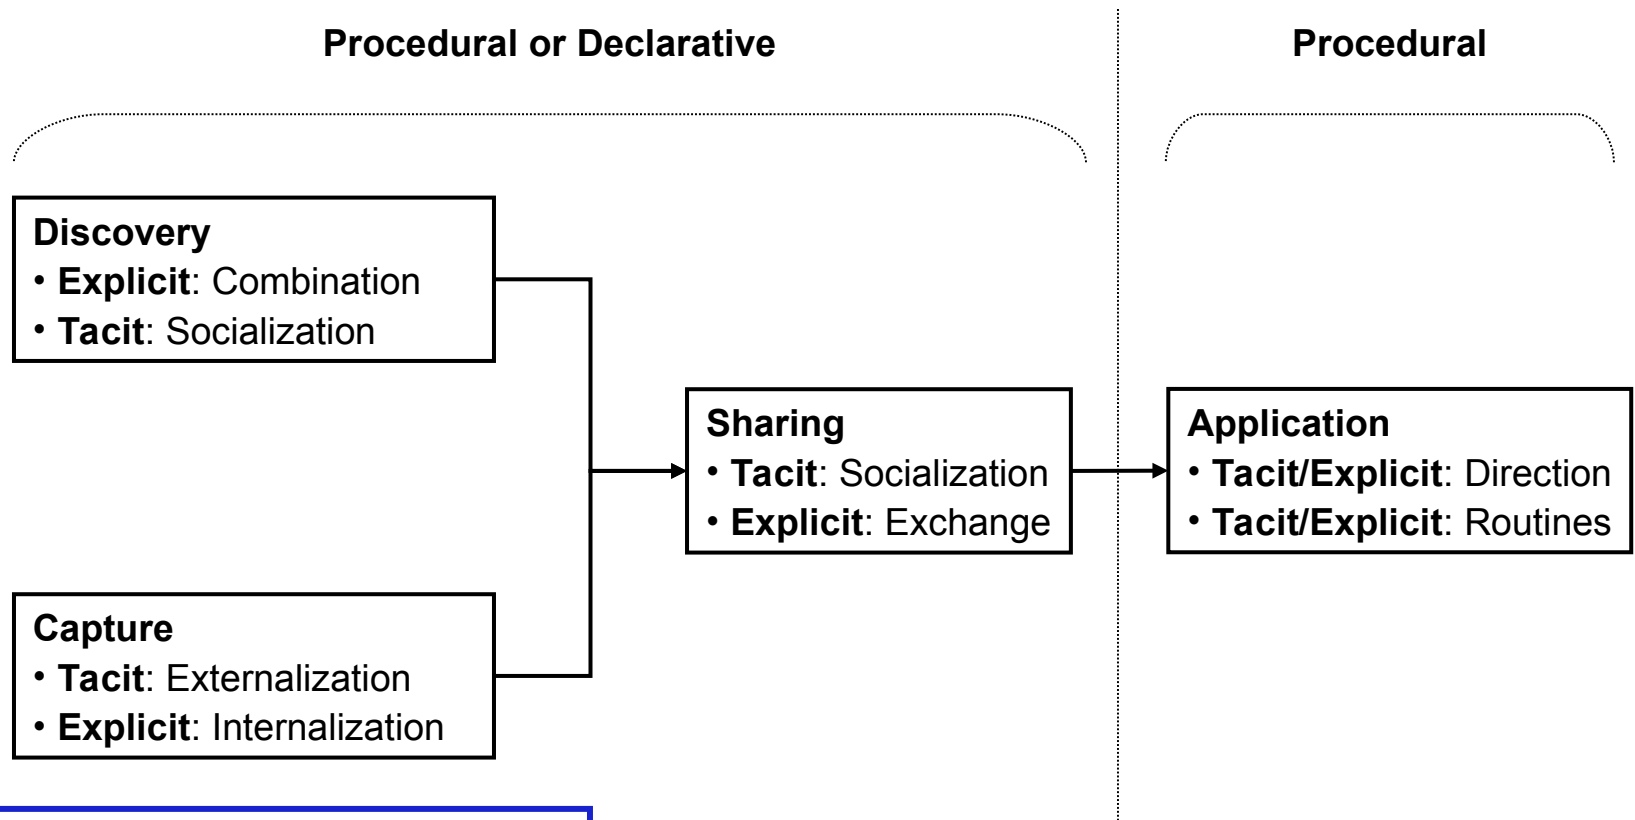 Procedural or Declarative
Procedural
Discovery
• Explicit: Combination
• Tacit: Socialization
Sharing
• Tacit: Socialization
• Explicit: Exchange
Application
• Tacit/Explicit: Direction
• Tacit/Explicit: Routines
Capture
• Tacit: Externalization
• Explicit: Internalization